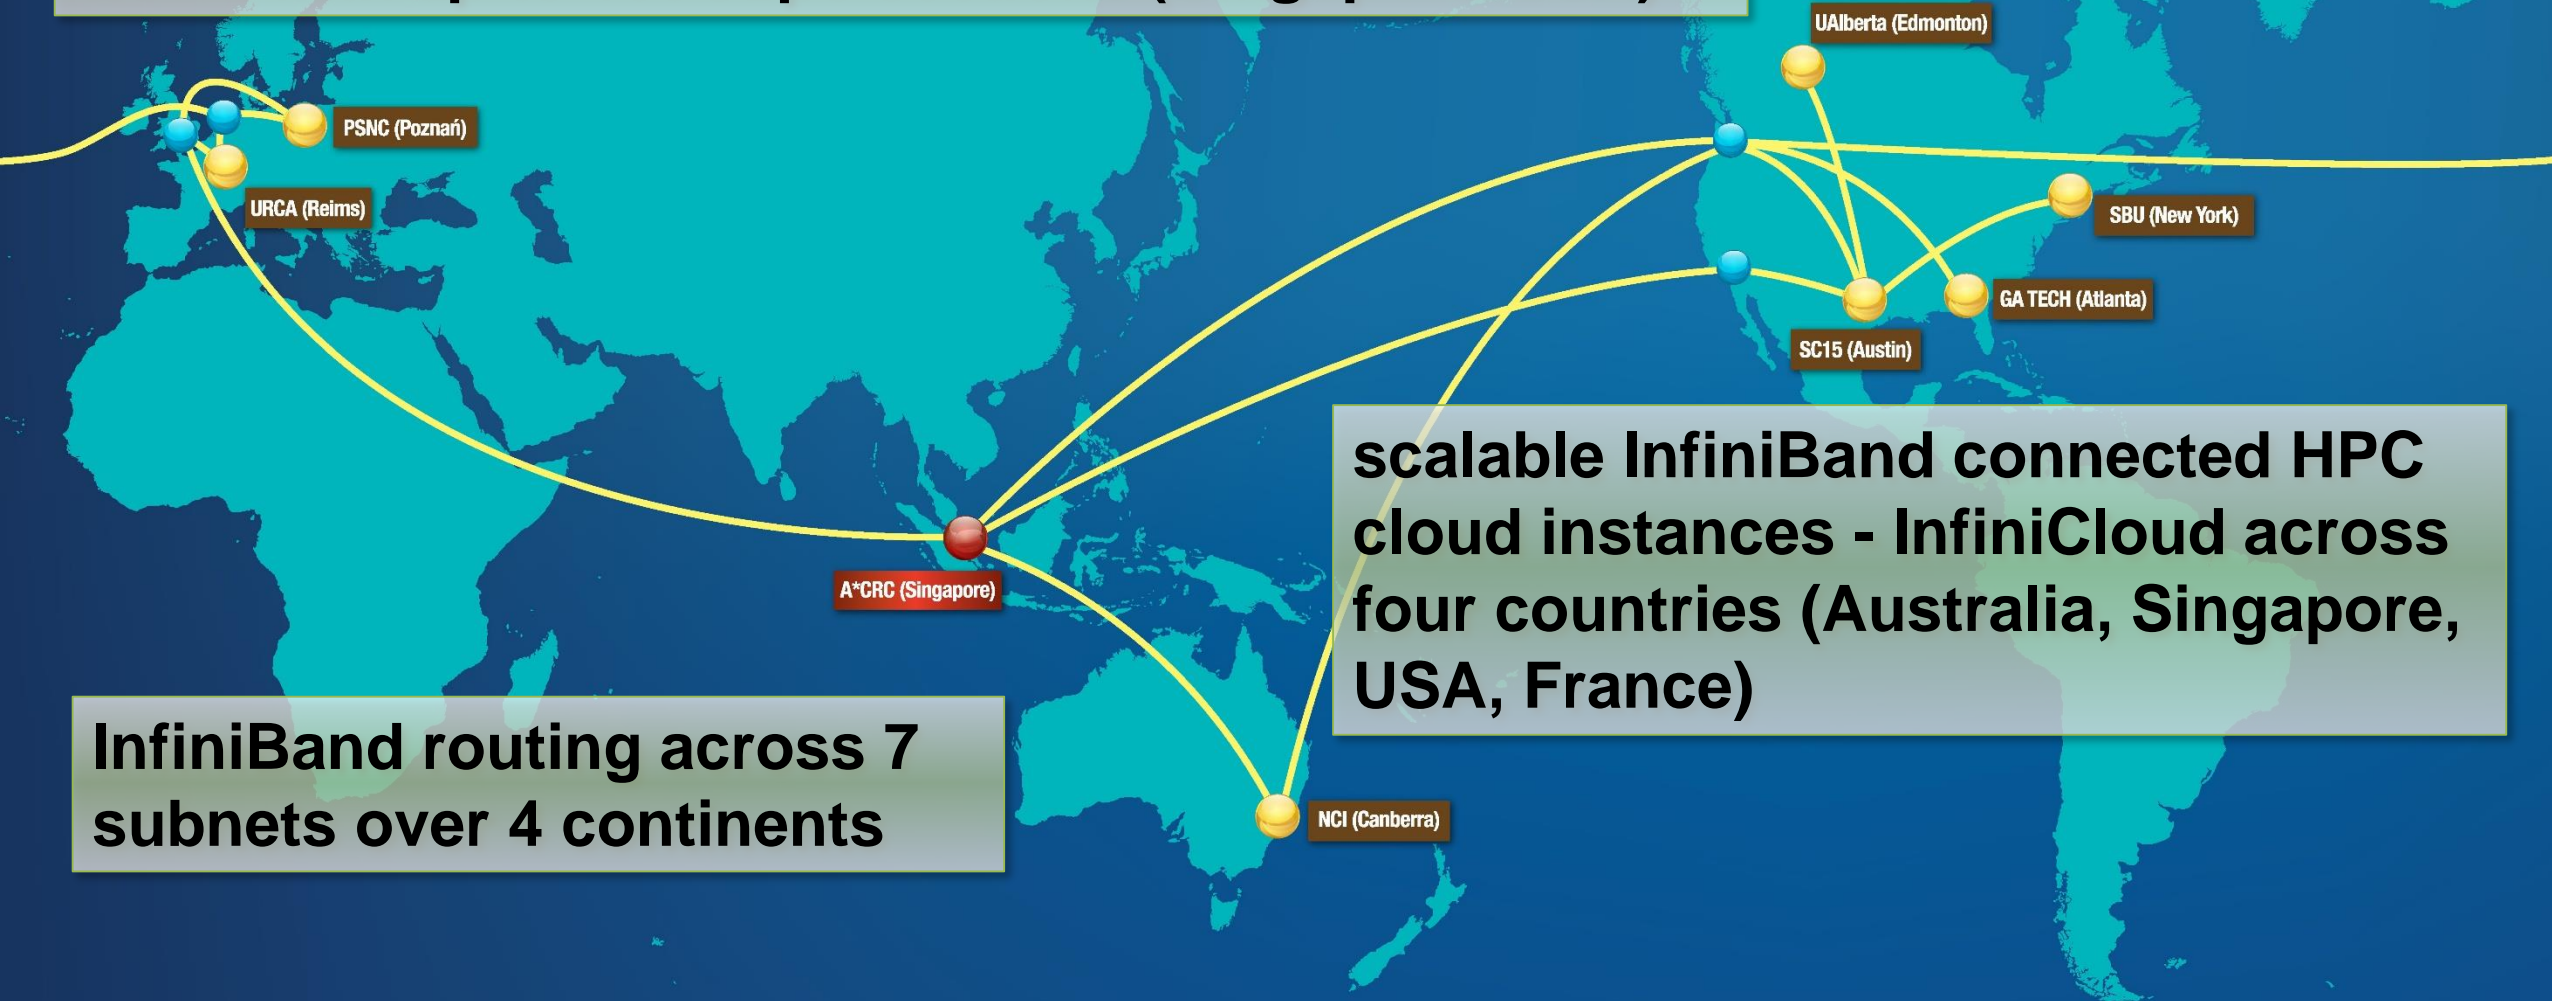 UAlberta (Edmonton)
PSNC (Poznań)
URCA (Reims)
SBU (New York)
GA TECH (Atlanta)
SC15 (Austin)
scalable InfiniBand connected HPC
cloud instances - InfiniCloud across
four countries (Australia, Singapore,
USA, France)
A*CRC (Singapore)
InfiniBand routing across 7
subnets over 4 continents
NCI (Canberra)